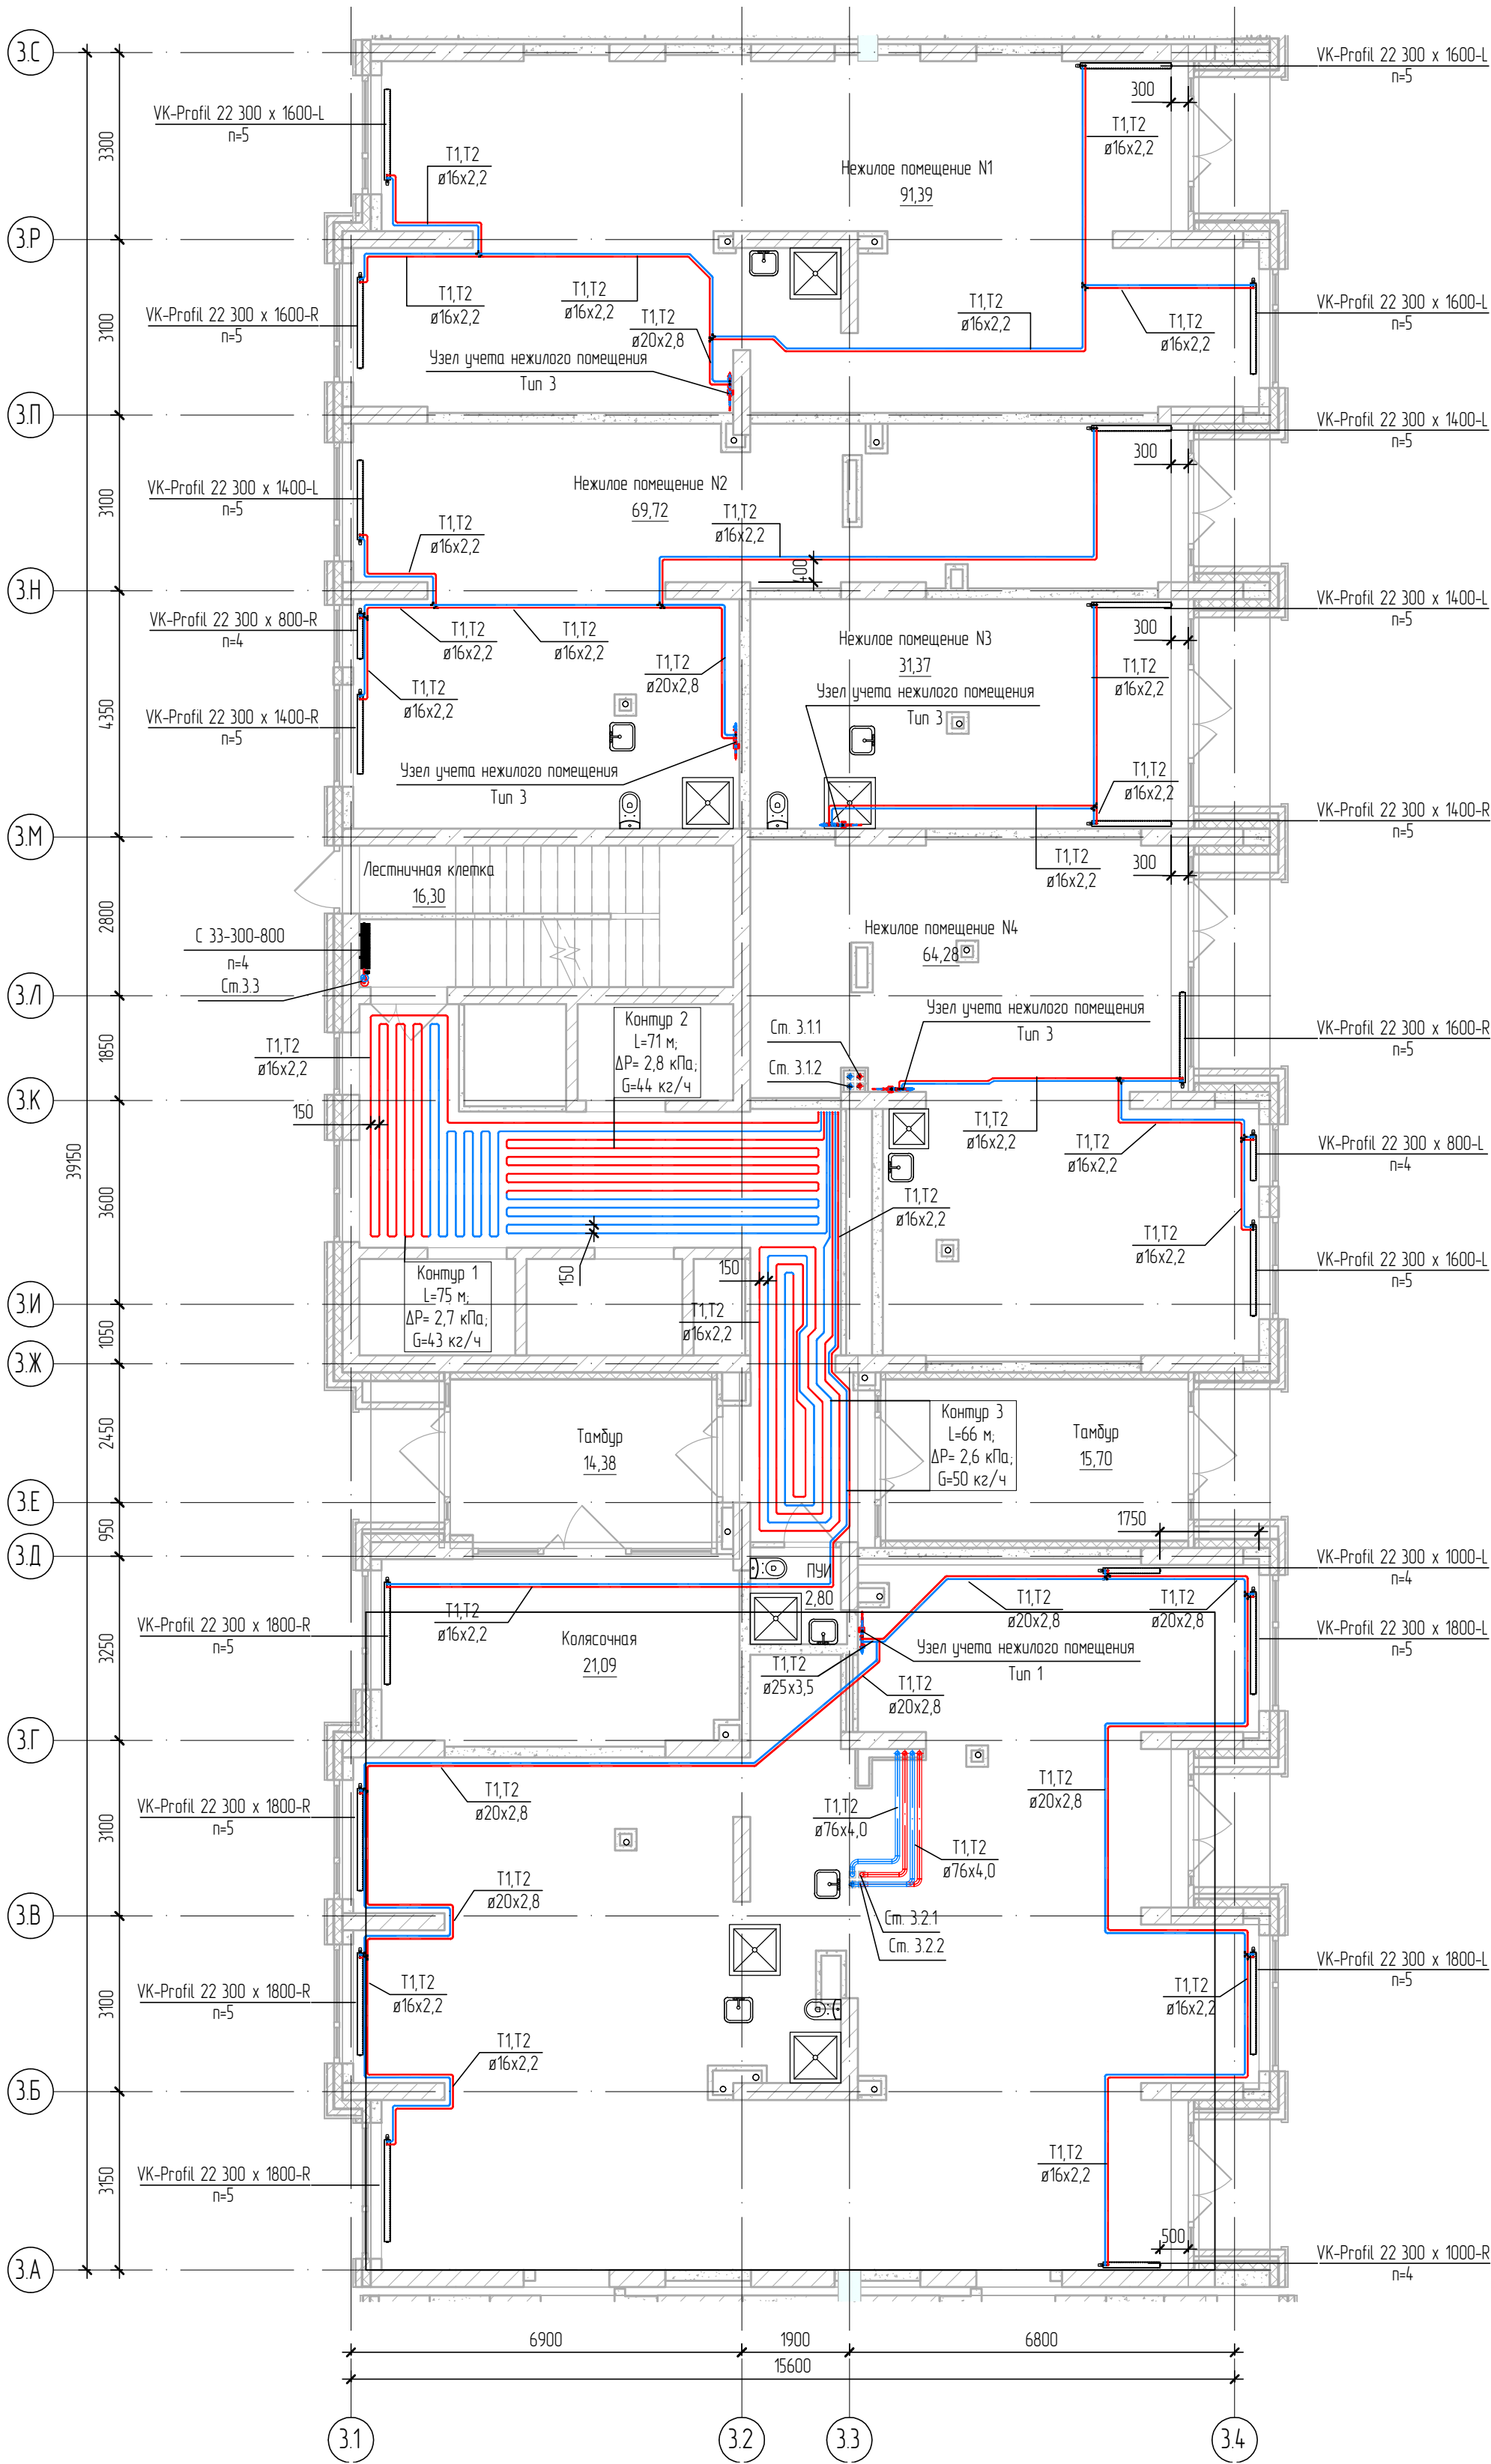 3.С
VK-Profil 22 300 x 1600-L
n=5
300
VK-Profil 22 300 x 1600-L
n=5
T1,T2
ø16x2,2
3300
T1,T2
ø16x2,2
Нежилое помещение N1
91,39
3.Р
T1,T2
ø16x2,2
T1,T2
ø16x2,2
T1,T2
ø16x2,2
VK-Profil 22 300 x 1600-L
n=5
VK-Profil 22 300 x 1600-R
n=5
3100
T1,T2
ø20x2,8
T1,T2
ø16x2,2
Узел учета нежилого помещения
Тип 3
3.П
VK-Profil 22 300 x 1400-L
n=5
300
VK-Profil 22 300 x 1400-L
n=5
3100
Нежилое помещение N2
69,72
T1,T2
ø16x2,2
T1,T2
ø16x2,2
400
3.Н
VK-Profil 22 300 x 1400-L
n=5
VK-Profil 22 300 x 800-R
n=4
T1,T2
ø16x2,2
T1,T2
ø16x2,2
300
Нежилое помещение N3
31,37
T1,T2
ø20x2,8
T1,T2
ø16x2,2
T1,T2
ø16x2,2
4350
VK-Profil 22 300 x 1400-R
n=5
Узел учета нежилого помещения
Тип 3
Узел учета нежилого помещения
Тип 3
T1,T2
ø16x2,2
VK-Profil 22 300 x 1400-R
n=5
3.М
T1,T2
ø16x2,2
300
Лестничная клетка
16,30
2800
Нежилое помещение N4
64,28
С 33-300-800
n=4
Ст.3.3
3.Л
Контур 2
L=71 м;
ΔP= 2,8 кПа;
G=44 кг/ч
Узел учета нежилого помещения
Тип 3
Ст. 3.1.1
Ст. 3.1.2
VK-Profil 22 300 x 1600-R
n=5
T1,T2
ø16x2,2
1850
3.К
150
T1,T2
ø16x2,2
T1,T2
ø16x2,2
VK-Profil 22 300 x 800-L
n=4
39150
3600
T1,T2
ø16x2,2
T1,T2
ø16x2,2
150
150
VK-Profil 22 300 x 1600-L
n=5
3.И
Контур 1
L=75 м;
ΔP= 2,7 кПа;
G=43 кг/ч
T1,T2
ø16x2,2
1050
3.Ж
2450
Тамбур
14,38
Контур 3
L=66 м;
ΔP= 2,6 кПа;
G=50 кг/ч
Тамбур
15,70
3.Е
950
1750
3.Д
VK-Profil 22 300 x 1000-L
n=4
ПУИ
2,80
T1,T2
ø16x2,2
T1,T2
ø20x2,8
T1,T2
ø20x2,8
VK-Profil 22 300 x 1800-R
n=5
3250
Колясочная
21,09
VK-Profil 22 300 x 1800-L
n=5
Узел учета нежилого помещения
Тип 1
T1,T2
ø25x3,5
T1,T2
ø20x2,8
3.Г
T1,T2
ø20x2,8
T1,T2
ø20x2,8
VK-Profil 22 300 x 1800-R
n=5
3100
T1,T2
ø76x4,0
T1,T2
ø76x4,0
T1,T2
ø20x2,8
3.В
Ст. 3.2.1
Ст. 3.2.2
VK-Profil 22 300 x 1800-L
n=5
T1,T2
ø16x2,2
T1,T2
ø16x2,2
VK-Profil 22 300 x 1800-R
n=5
3100
T1,T2
ø16x2,2
3.Б
T1,T2
ø16x2,2
3150
VK-Profil 22 300 x 1800-R
n=5
500
VK-Profil 22 300 x 1000-R
n=4
3.А
6900
1900
6800
15600
3.1
3.2
3.3
3.4